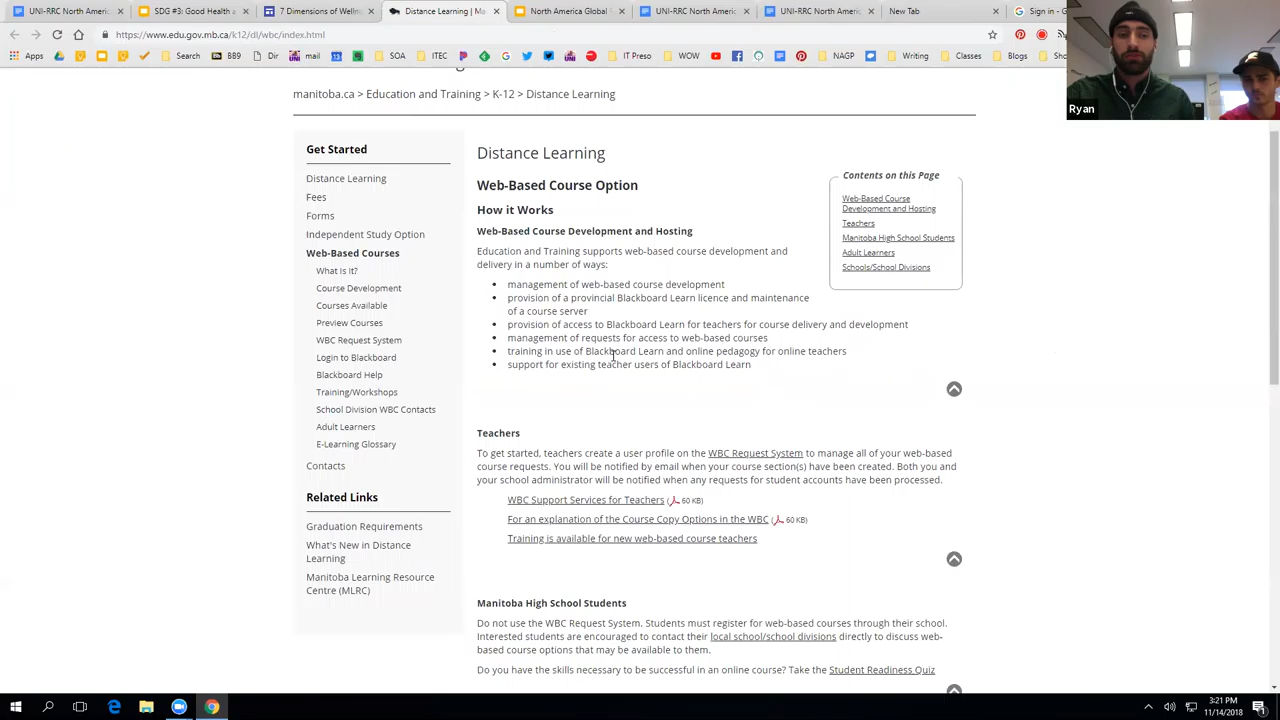 UNI-RRC North Americ
SDG #3: Good Health a
7 Dimensions of Wellne
Distance Learning | Ma
North America Global
UNI-RRC North Americ
UNI-RRC North Americ
New Tab
Sign in - G
https://www.edu.gov.mb.ca/k12/dl/wbc/index.html
Apps
Search
BB9
Dir
mail
SOA
ITEC
IT Preso
WOW
NAGP
Writing
Classes
Blogs
Sho
Ryan
manitoba.ca > Education and Training > K-12 > Distance Learning
Get Started
Distance Learning
Fees
Forms
Independent Study Option
Web-Based Courses
What Is It?
Course Development
Courses Available
Preview Courses
WBC Request System
Login to Blackboard
Blackboard Help
Training/Workshops
School Division WBC Contacts
Adult Learners
E-Learning Glossary
Contacts
Related Links
Graduation Requirements
What's New in Distance
Learning
Manitoba Learning Resource
Centre (MLRC)
Distance Learning
Web-Based Course Option
How it Works
Web-Based Course Development and Hosting
Education and Training supports web-based course development and
delivery in a number of ways:
• management of web-based course development
• provision of a provincial Blackboard Learn licence and maintenance
of a course server
• provision of access to Blackboard Learn for teachers for course delivery and development
• management of requests for access to web-based courses
• training in use of Blackboard Learn and online pedagogy for online teachers
• support for existing teacher users of Blackboard Learn
Contents on this Page
Web-Based Course
Development and Hosting
Teachers
Manitoba High School Students
Adult Learners
Schools/School Divisions
Teachers
To get started, teachers create a user profile on the WBC Request System to manage all of your web-based
course requests. You will be notified by email when your course section(s) have been created. Both you and
your school administrator will be notified when any requests for student accounts have been processed.
WBC Support Services for Teachers ( 60 KB)
For an explanation of the Course Copy Options in the WBC ( 60 KB)
Training is available for new web-based course teachers
Manitoba High School Students
Do not use the WBC Request System. Students must register for web-based courses through their school.
Interested students are encouraged to contact their local school/school divisions directly to discuss web-
based course options that may be available to them.
Do you have the skills necessary to be successful in an online course? Take the Student Readiness Quiz
3:21 PM
11/14/2018